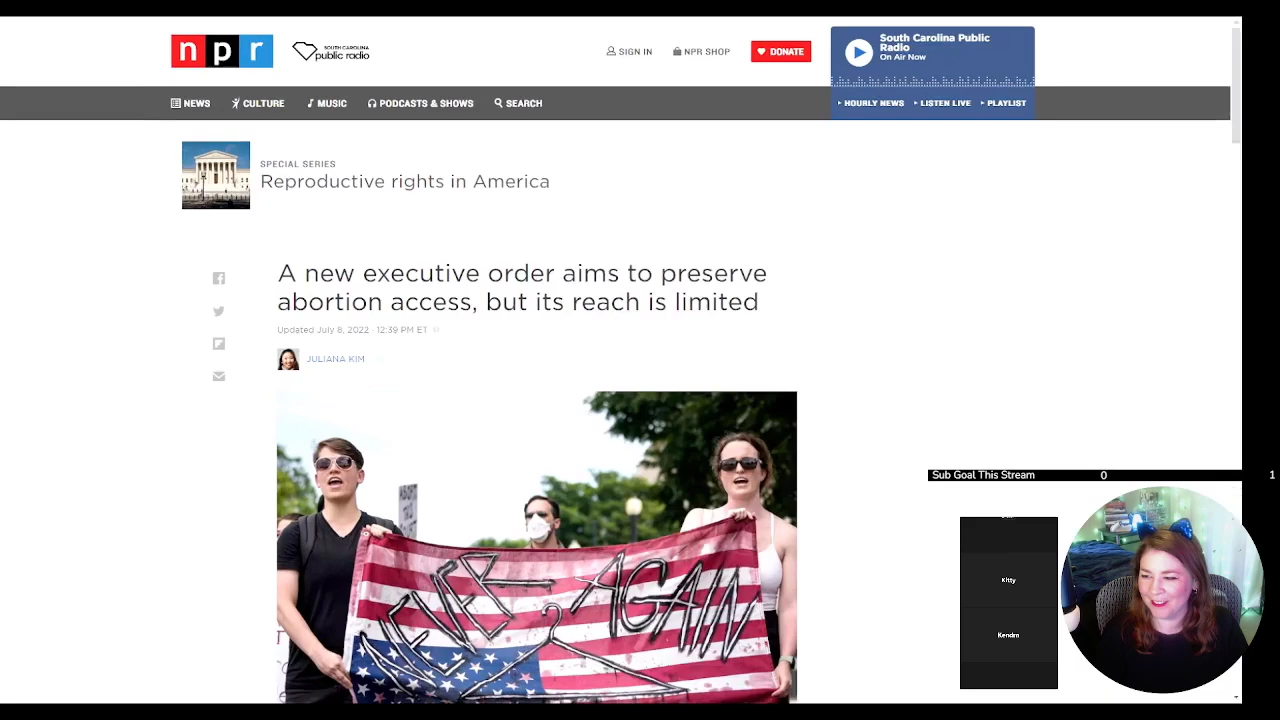 npr
SOUTH CAROLINA
public radio
SIGN IN
NPR SHOP
DONATE
South Carolina Public
Radio
On Air Now
NEWS
CULTURE
MUSIC
PODCASTS & SHOWS
SEARCH
HOURLY NEWS
LISTEN LIVE
PLAYLIST
SPECIAL SERIES
Reproductive rights in America
A new executive order aims to preserve
abortion access, but its reach is limited
Updated July 8, 2022 · 12:39 PM ET
JULIANA KIM
NEVER AGAIN
Sub Goal This Stream 0 1
Kitty
Kendra